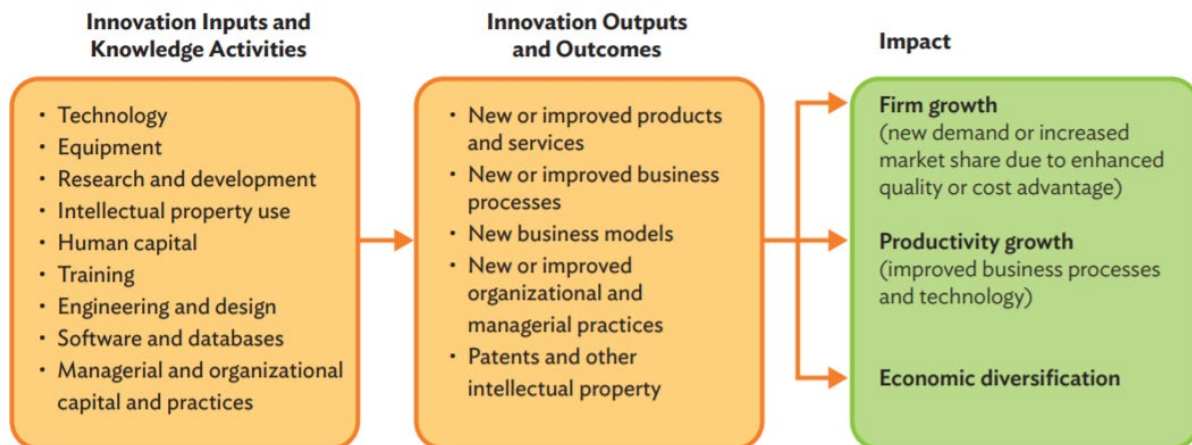 Innovation Inputs and
Knowledge Activities
• Technology
• Equipment
• Research and development
• Intellectual property use
• Human capital
• Training
• Engineering and design
• Software and databases
• Managerial and organizational
capital and practices
Innovation Outputs
and Outcomes
• New or improved products
and services
• New or improved business
processes
• New business models
• New or improved
organizational and
managerial practices
• Patents and other
intellectual property
Impact
Firm growth
(new demand or increased
market share due to enhanced
quality or cost advantage)
Productivity growth
(improved business processes
and technology)
Economic diversification